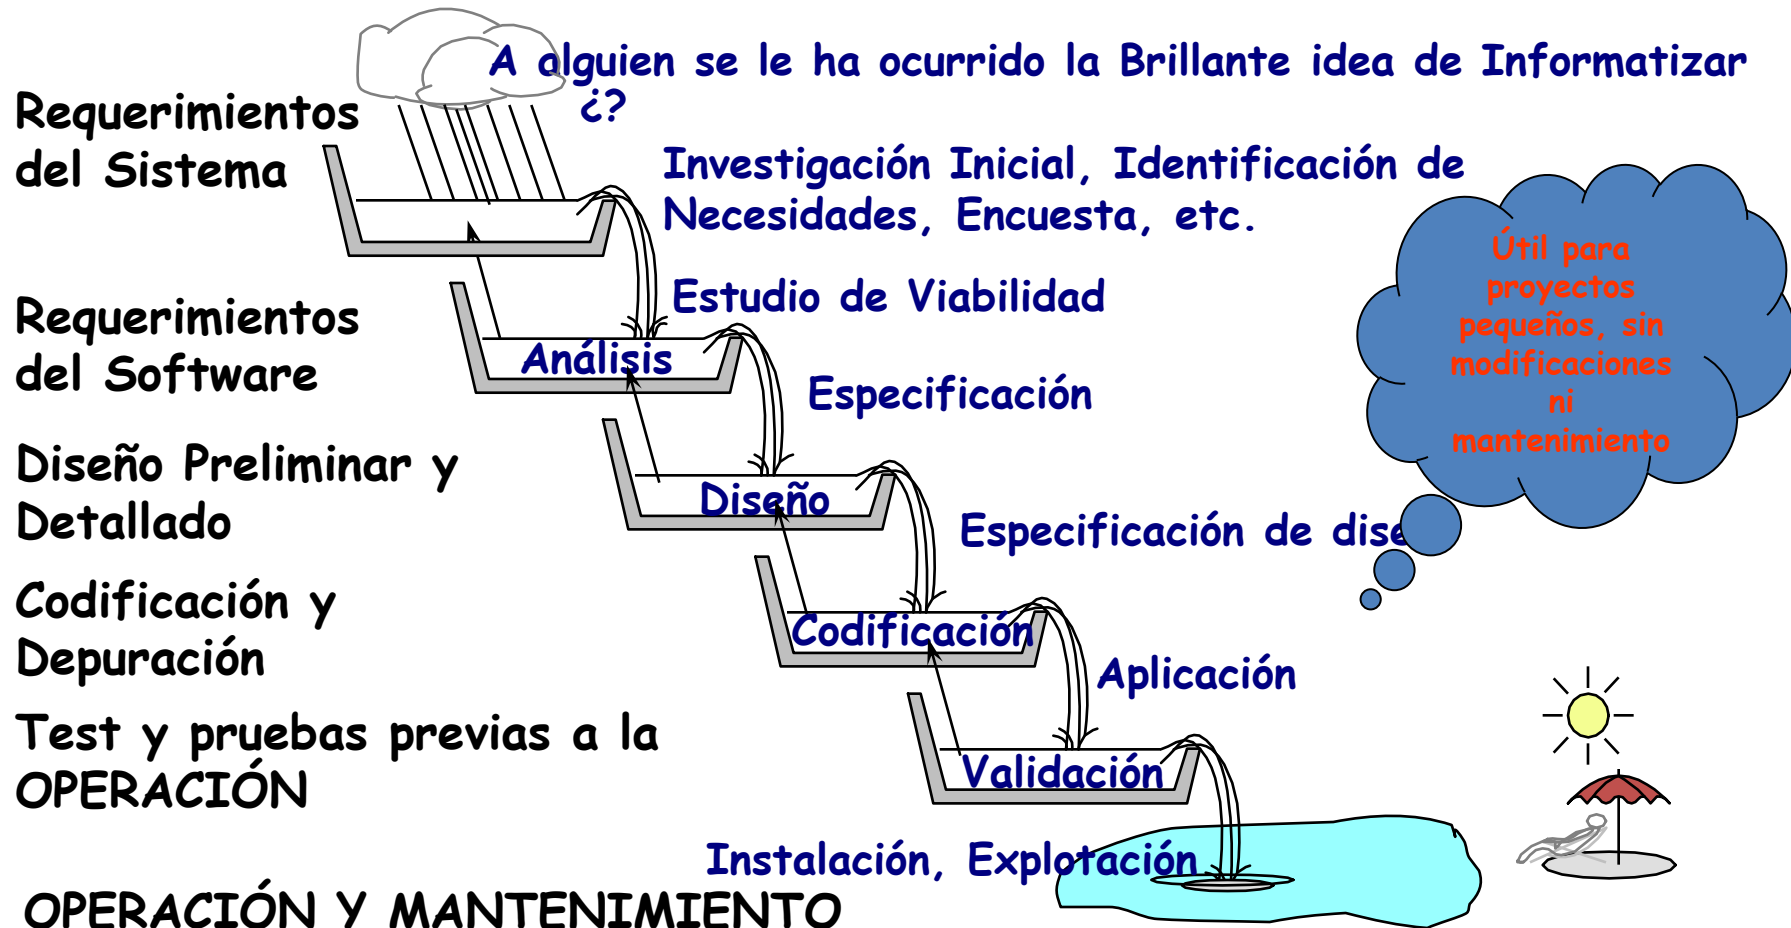 A alguien se le ha ocurrido la Brillante idea de Informatizar
¿?
Requerimientos
del Sistema
Investigación Inicial, Identificación de
Necesidades, Encuesta, etc.
Útil para
proyectos
pequeños, sin
modificaciones
ni
mantenimiento
Estudio de Viabilidad
Requerimientos
del Software
Análisis
Especificación
Diseño Preliminar y
Detallado
Diseño
Especificación de dise
Codificación y
Depuración
Codificación
Aplicación
Test y pruebas previas a la
OPERACIÓN
Validación
Instalación, Explotación
OPERACIÓN Y MANTENIMIENTO